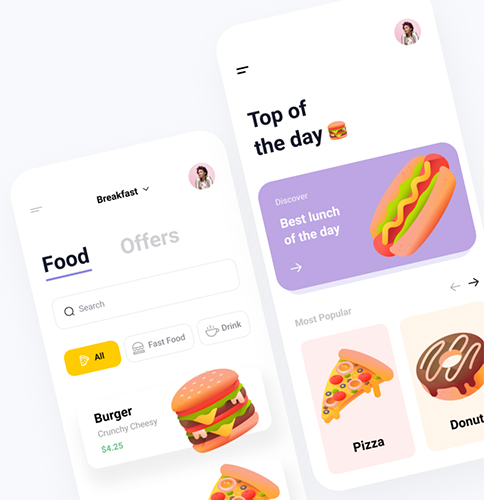 Breakfast
Food
Offers
Search
All
Fast Food
Drink
Burger
Crunchy Cheesy
$4.25
Top of
the day
Discover
Best lunch
of the day
Most Popular
Pizza
Donut